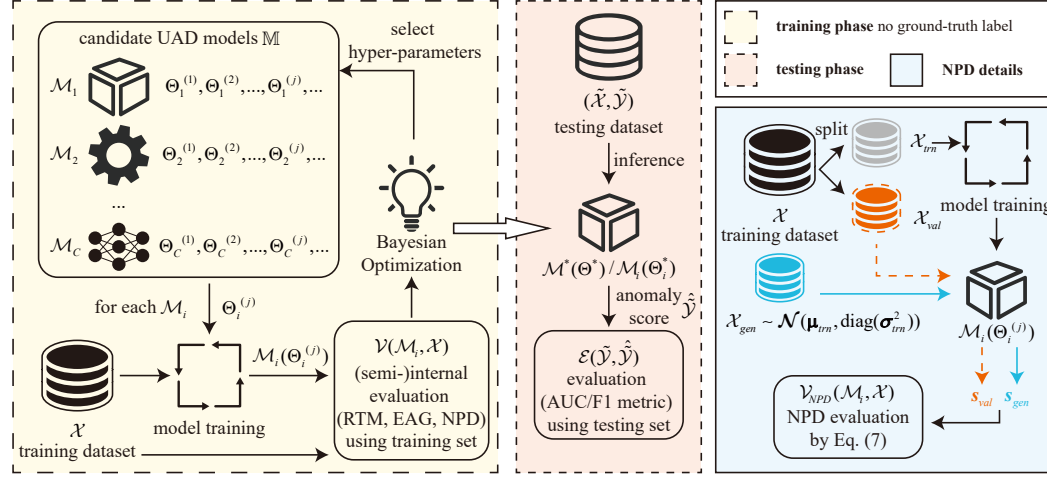 candidate UAD models 𝕄
ℳ₁ Θ₁⁽¹⁾,Θ₁⁽²⁾,...,Θ₁⁽ʲ⁾,...
ℳ₂ Θ₂⁽¹⁾,Θ₂⁽²⁾,...,Θ₂⁽ʲ⁾,...
...
ℳ_C Θ_C⁽¹⁾,Θ_C⁽²⁾,...,Θ_C⁽ʲ⁾,...
select
hyper-parameters
Bayesian
Optimization
for each ℳᵢ Θᵢ⁽ʲ⁾
𝒳
training dataset
model training
ℳᵢ(Θᵢ⁽ʲ⁾)
𝒱(ℳᵢ,𝒳)
(semi-)internal
evaluation
(RTM, EAG, NPD)
using training set
(𝒳̃,𝒴̃)
testing dataset
inference
ℳ*(Θ*) / ℳᵢ(Θᵢ*)
anomaly
score 𝒴̃̂
ℰ(𝒴̃,𝒴̃̂)
evaluation
(AUC/F1 metric)
using testing set
training phase no ground-truth label
testing phase
NPD details
split
𝒳_trn
𝒳_val
model training
𝒳
training dataset
𝒳_gen ~ 𝒩(μ_trn, diag(σ²_trn))
ℳᵢ(Θᵢ⁽ʲ⁾)
s_val
s_gen
𝒱_NPD(ℳᵢ,𝒳)
NPD evaluation
by Eq. (7)